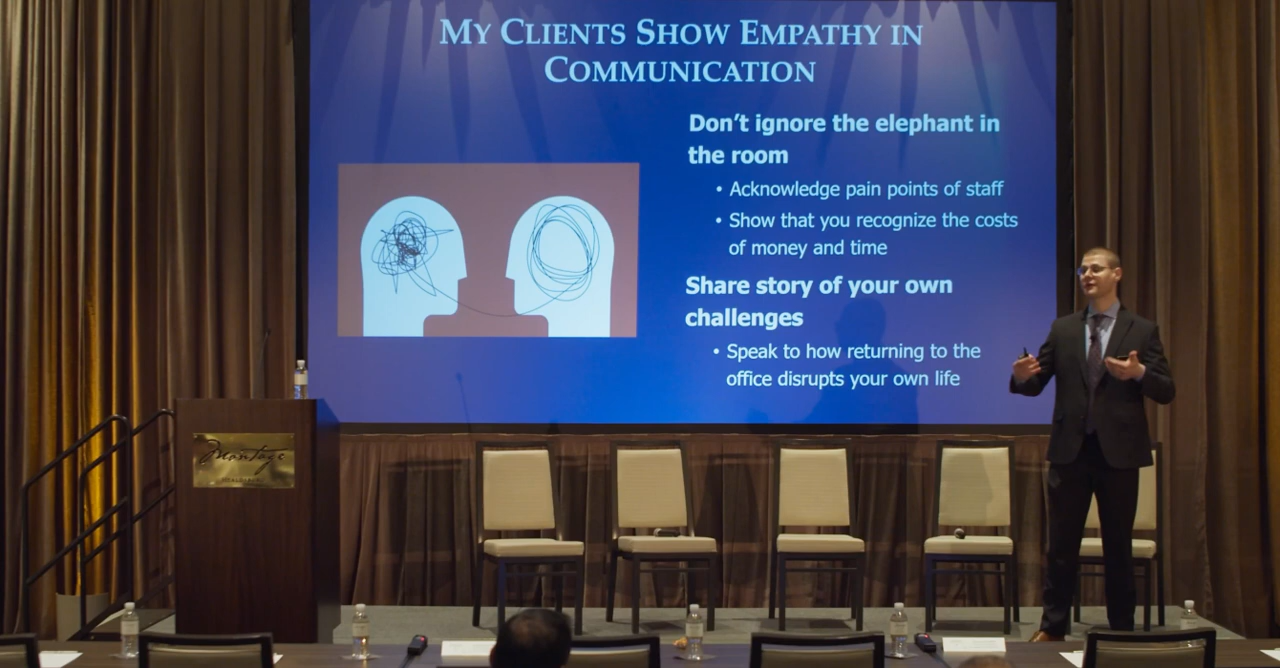 MY CLIENTS SHOW EMPATHY IN
COMMUNICATION
Don't ignore the elephant in
the room
• Acknowledge pain points of staff
• Show that you recognize the costs
of money and time
Share story of your own
challenges
• Speak to how returning to the
office disrupts your own life
Montage